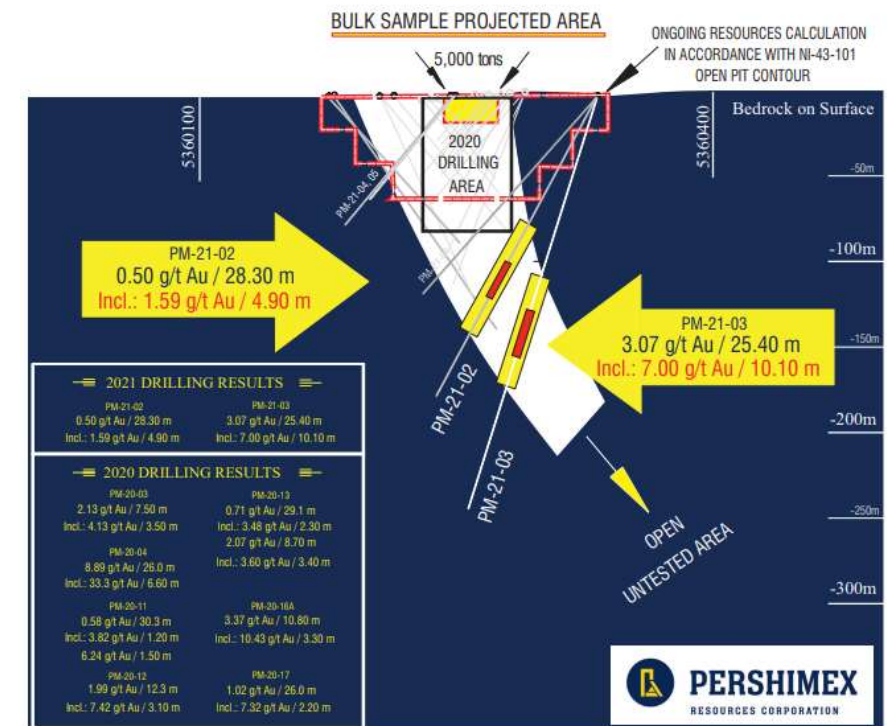 BULK SAMPLE PROJECTED AREA
5,000 tons
ONGOING RESOURCES CALCULATION
IN ACCORDANCE WITH NI-43-101
OPEN PIT CONTOUR
5360100
5360400
Bedrock on Surface
2020
DRILLING
AREA
PM-21-04, 05
-50m
-100m
-150m
-200m
-250m
-300m
PM-21-02
0.50 g/t Au / 28.30 m
Incl.: 1.59 g/t Au / 4.90 m
PM-21-03
3.07 g/t Au / 25.40 m
Incl.: 7.00 g/t Au / 10.10 m
PM-21-02
PM-21-03
OPEN
UNTESTED AREA
2021 DRILLING RESULTS
PM-21-02
0.50 g/t Au / 28.30 m
Incl.: 1.59 g/t Au / 4.90 m
PM-21-03
3.07 g/t Au / 25.40 m
Incl.: 7.00 g/t Au / 10.10 m
2020 DRILLING RESULTS
PM-20-03
2.13 g/t Au / 7.50 m
Incl.: 4.13 g/t Au / 3.50 m
PM-20-04
8.89 g/t Au / 26.0 m
Incl.: 33.3 g/t Au / 6.60 m
PM-20-11
0.58 g/t Au / 30.3 m
Incl.: 3.82 g/t Au / 1.20 m
6.24 g/t Au / 1.50 m
PM-20-12
1.99 g/t Au / 12.3 m
Incl.: 7.42 g/t Au / 3.10 m
PM-20-13
0.71 g/t Au / 29.1 m
Incl.: 3.48 g/t Au / 2.30 m
2.07 g/t Au / 8.70 m
Incl.: 3.60 g/t Au / 3.40 m
PM-20-16A
3.37 g/t Au / 10.80 m
Incl.: 10.43 g/t Au / 3.30 m
PM-20-17
1.02 g/t Au / 26.0 m
Incl.: 7.32 g/t Au / 2.20 m
PERSHIMEX
RESOURCES CORPORATION